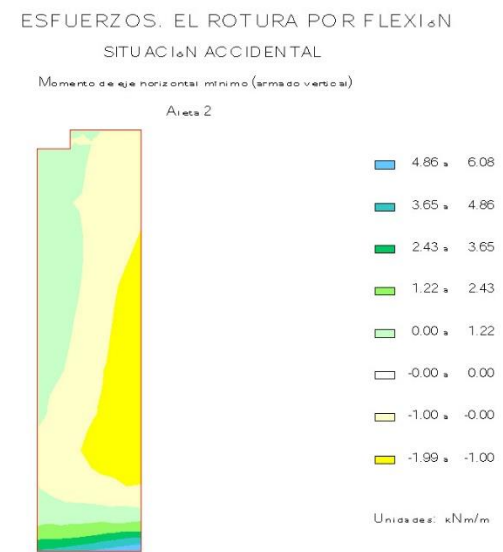 ESFUERZOS. EL ROTURA POR FLEXIóN
SITUACIóN ACCIDENTAL
Momento de eje horizontal mínimo (armado vertical)
Aleta 2
4.86 a 6.08
3.65 a 4.86
2.43 a 3.65
1.22 a 2.43
0.00 a 1.22
-0.00 a 0.00
-1.00 a -0.00
-1.99 a -1.00
Unidades: kNm/m